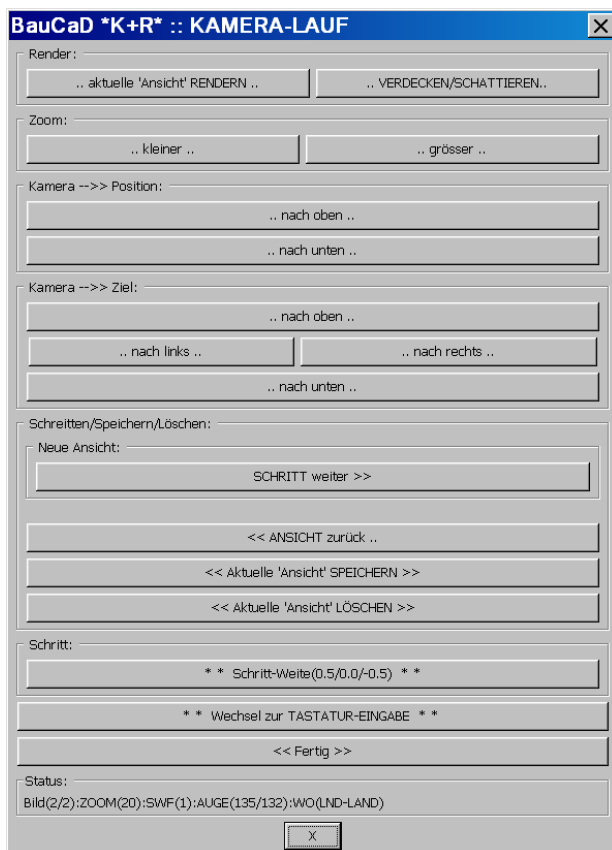 BauCaD *K+R* :: KAMERA-LAUF
Render:
.. aktuelle 'Ansicht' RENDERN .. .. VERDECKEN/SCHATTIEREN..
Zoom:
.. kleiner .. .. grösser ..
Kamera -->> Position:
.. nach oben ..
.. nach unten ..
Kamera -->> Ziel:
.. nach oben ..
.. nach links .. .. nach rechts ..
.. nach unten ..
Schreitten/Speichern/Löschen:
Neue Ansicht:
SCHRITT weiter >>
<< ANSICHT zurück ..
<< Aktuelle 'Ansicht' SPEICHERN >>
<< Aktuelle 'Ansicht' LÖSCHEN >>
Schritt:
* * Schritt-Weite(0.5/0.0/-0.5) * *
* * Wechsel zur TASTATUR-EINGABE * *
<< Fertig >>
Status:
Bild(2/2):ZOOM(20):SWF(1):AUGE(135/132):WO(LND-LAND)
X